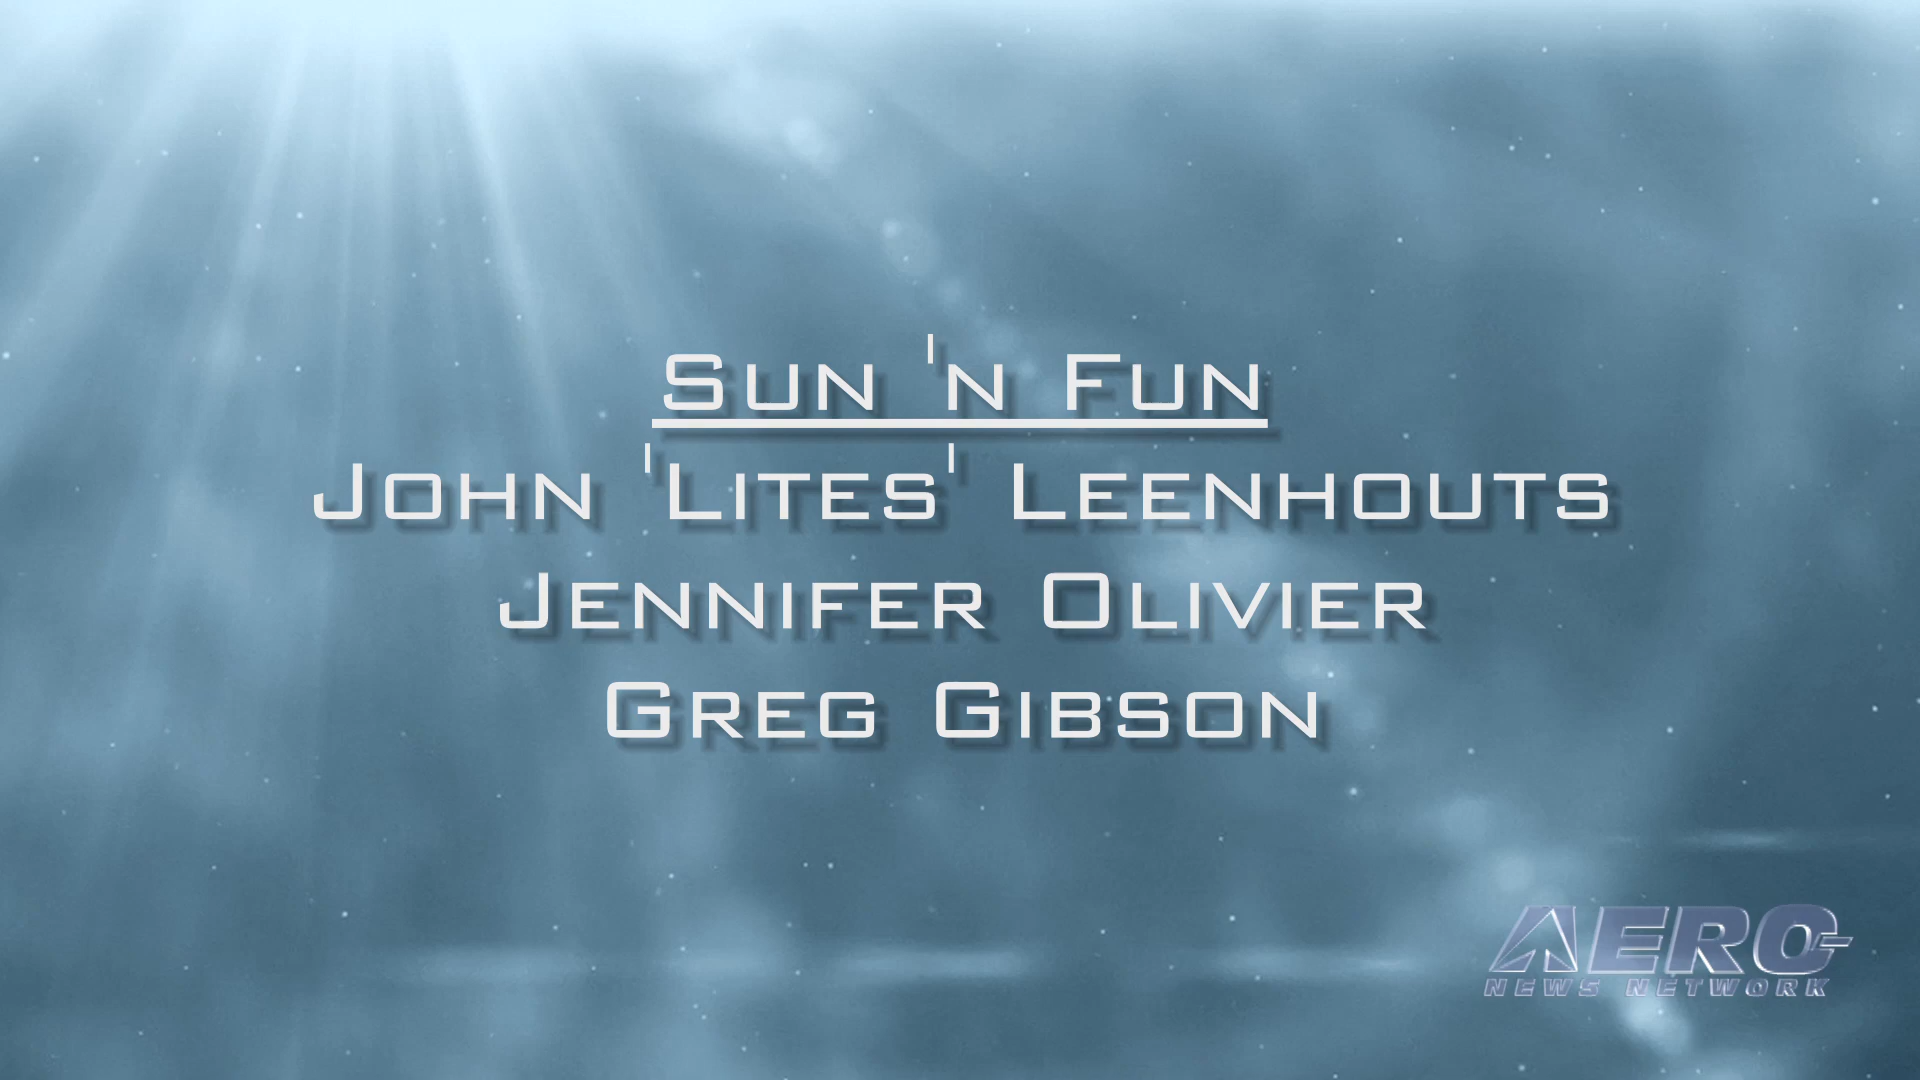 Sun 'n Fun
John 'Lites' Leenhouts
Jennifer Olivier
Greg Gibson
AERO-
NEWS NETWORK